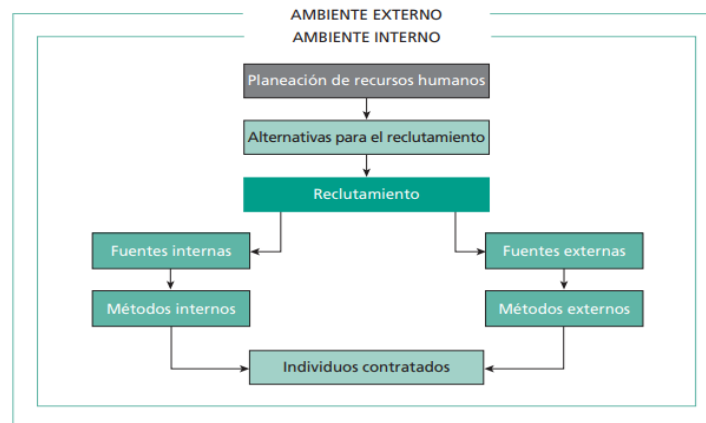 AMBIENTE EXTERNO
AMBIENTE INTERNO
Planeación de recursos humanos
Alternativas para el reclutamiento
Reclutamiento
Fuentes internas
Fuentes externas
Métodos internos
Métodos externos
Individuos contratados